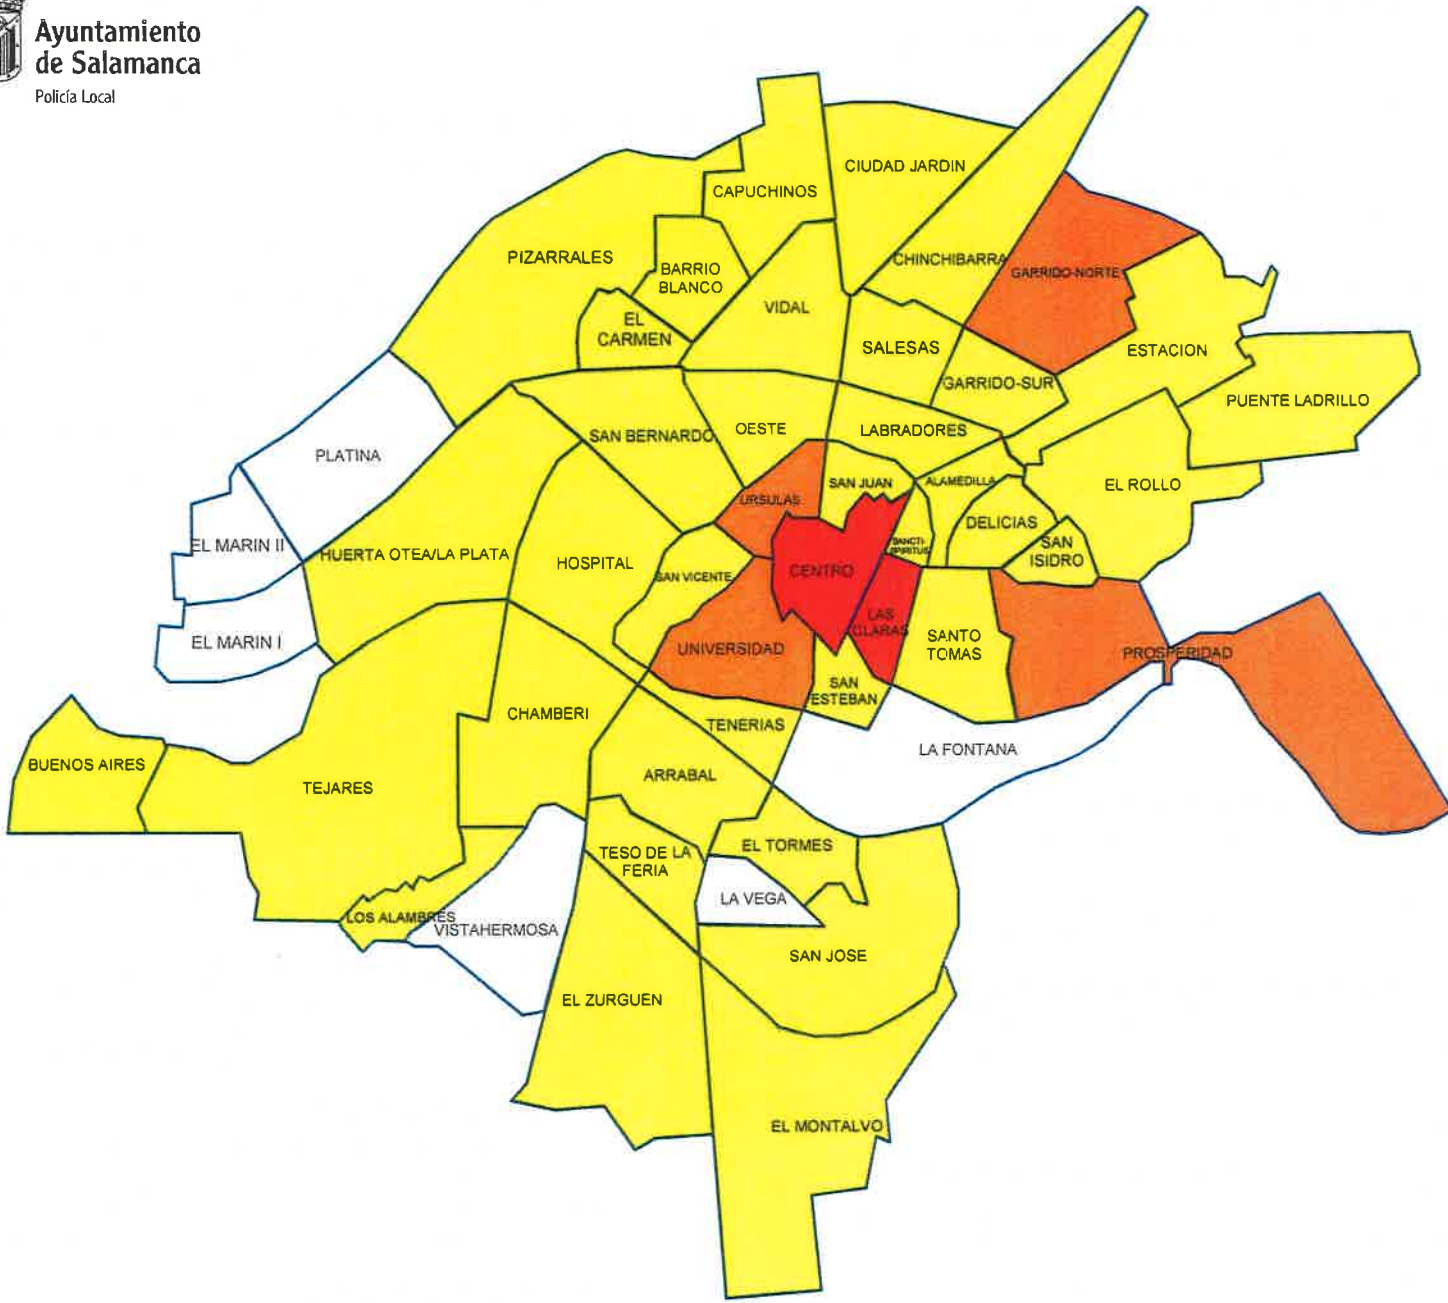 Ayuntamiento
de Salamanca
Policía Local
CIUDAD JARDIN
CAPUCHINOS
PIZARRALES
BARRIO
BLANCO
CHINCHIBARRA
GARRIDO-NORTE
VIDAL
EL
CARMEN
SALESAS
ESTACION
GARRIDO-SUR
PUENTE LADRILLO
SAN BERNARDO
OESTE
LABRADORES
PLATINA
URSULAS
SAN JUAN
ALAMEDILLA
EL ROLLO
DELICIAS
EL MARIN II
HUERTA OTEA/LA PLATA
HOSPITAL
SAN VICENTE
CENTRO
SANCTI-
SPIRITUS
SAN
ISIDRO
EL MARIN I
UNIVERSIDAD
LAS
CLARAS
SANTO
TOMAS
PROSPERIDAD
SAN
ESTEBAN
CHAMBERI
TENERIAS
LA FONTANA
BUENOS AIRES
TEJARES
ARRABAL
TESO DE LA
FERIA
EL TORMES
LA VEGA
LOS ALAMBRES
VISTAHERMOSA
SAN JOSE
EL ZURGUEN
EL MONTALVO